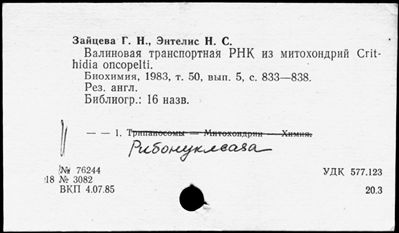 Зайцева Г. Н., Энтелис Н. С.
Валиновая транспортная РНК из митохондрий Crit-
hidia oncopelti.
Биохимия, 1983, т. 50, вып. 5, с. 833—838.
Рез. англ.
Библиогр.: 16 назв.
— — 1. Трипаносомы — Митохондрии — Химия.
Рибонуклеаза
№ 76244
18 № 3082
ВКП 4.07.85
УДК 577.123
20.3